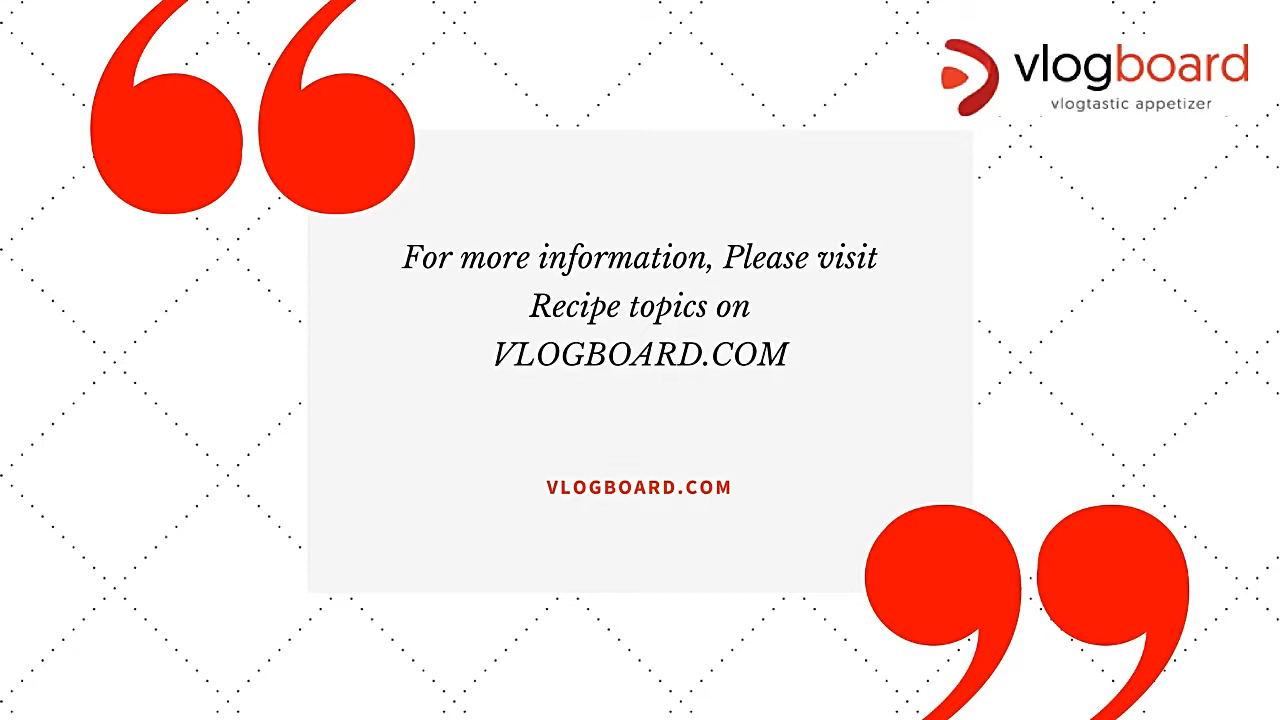 vlogboard
vlogtastic appetizer
For more information, Please visit
Recipe topics on
VLOGBOARD.COM
VLOGBOARD.COM